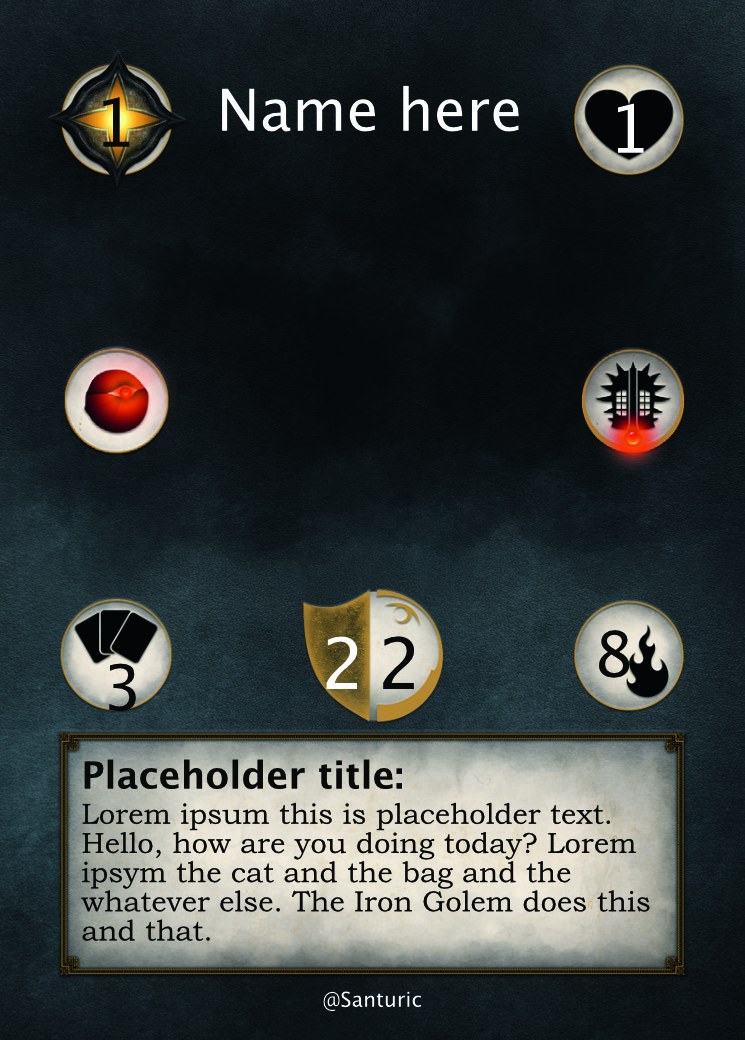 1 Name here 1
3 2 2 8
Placeholder title:
Lorem ipsum this is placeholder text.
Hello, how are you doing today? Lorem
ipsym the cat and the bag and the
whatever else. The Iron Golem does this
and that.
@Santuric